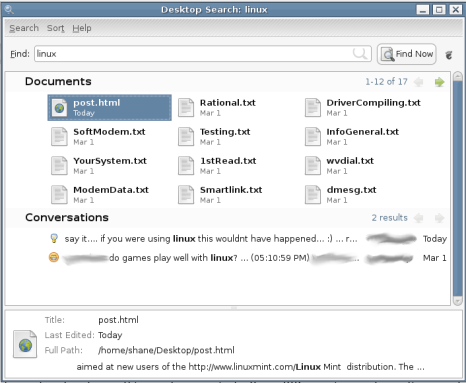 Desktop Search: linux
Search Sort Help
Find: linux Find Now
Documents 1-12 of 17
post.html Rational.txt DriverCompiling.txt
Today Mar 1 Mar 1
SoftModem.txt Testing.txt InfoGeneral.txt
Mar 1 Mar 1 Mar 1
YourSystem.txt 1stRead.txt wvdial.txt
Mar 1 Mar 1 Mar 1
ModemData.txt Smartlink.txt dmesg.txt
Mar 1 Mar 1 Mar 1
Conversations 2 results
say it.... if you were using linux this wouldnt have happened... :) ... r... Today
do games play well with linux? ... (05:10:59 PM) ... Mar 1
Title: post.html
Last Edited: Today
Full Path: /home/shane/Desktop/post.html
aimed at new users of the http://www.linuxmint.com/Linux Mint distribution. The ...